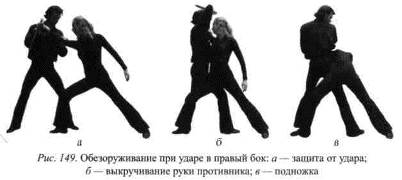 а
б
в
Рис. 149. Обезоруживание при ударе в правый бок: а — защита от удара;
б — выкручивание руки противника; в — подножка